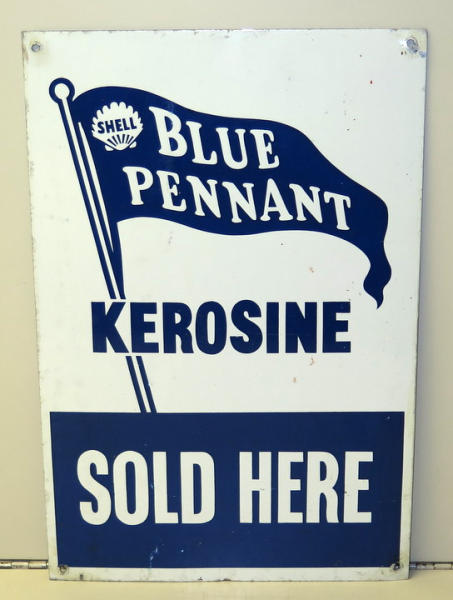 SHELL
BLUE
PENNANT
KEROSINE
SOLD HERE